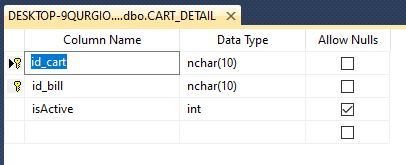 DESKTOP-9QURGIO....dbo.CART_DETAIL
Column Name Data Type Allow Nulls
id_cart nchar(10)
id_bill nchar(10)
isActive int